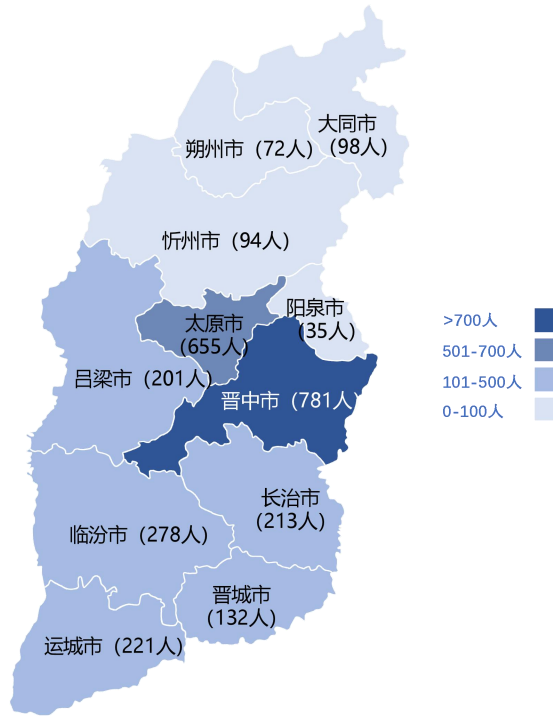 大同市
(98人)
朔州市 (72人)
忻州市 (94人)
阳泉市
(35人)
太原市
(655人)
吕梁市 (201人)
晋中市 (781人)
长治市
(213人)
临汾市 (278人)
晋城市
(132人)
运城市 (221人)
>700人
501-700人
101-500人
0-100人